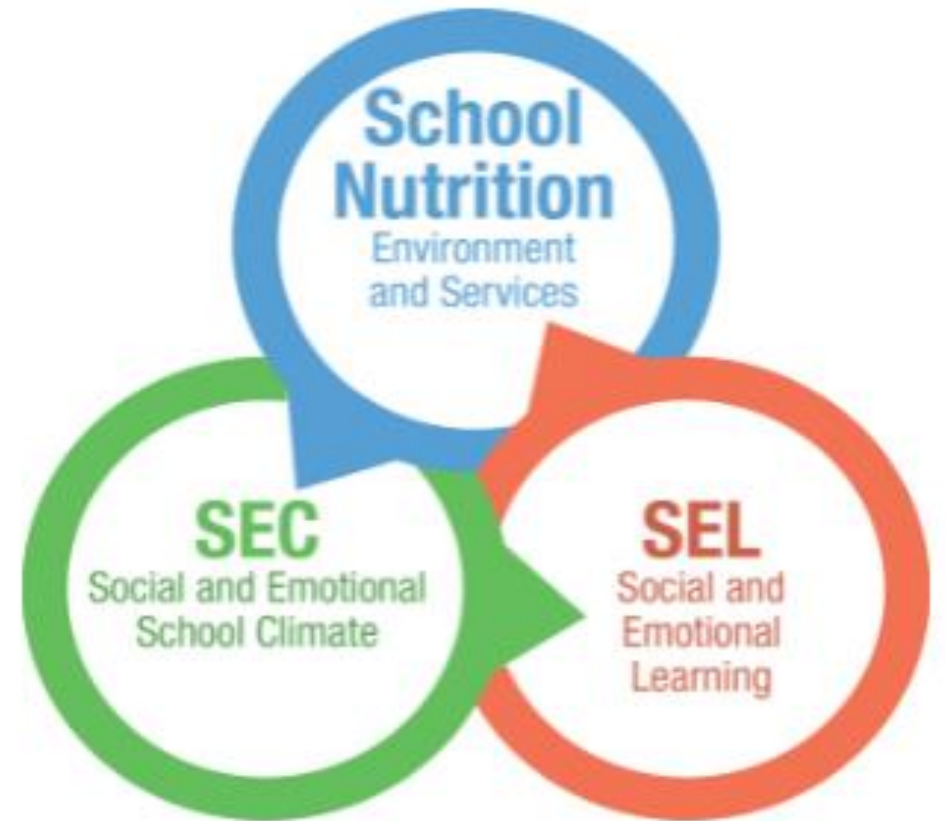 School
Nutrition
Environment
and Services
SEC
Social and Emotional
School Climate
SEL
Social and
Emotional
Learning